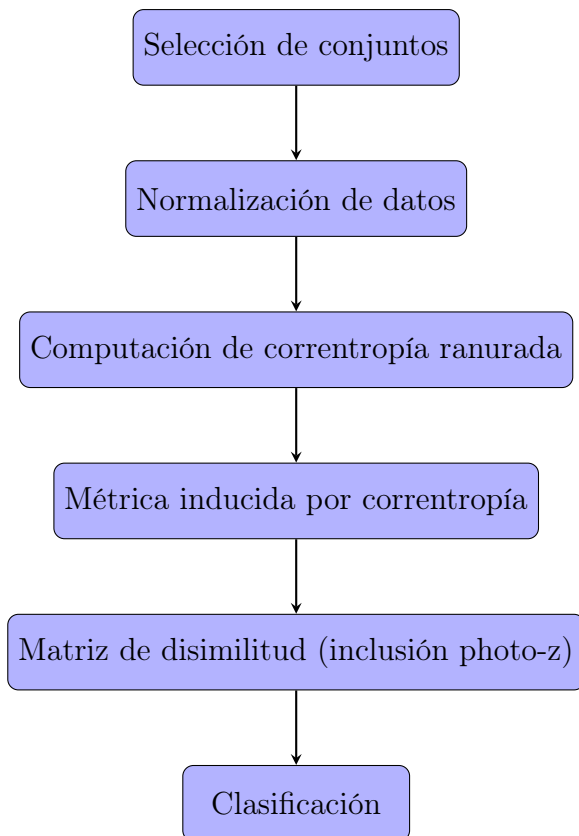 Selección de conjuntos
Normalización de datos
Computación de correntropía ranurada
Métrica inducida por correntropía
Matriz de disimilitud (inclusión photo-z)
Clasificación